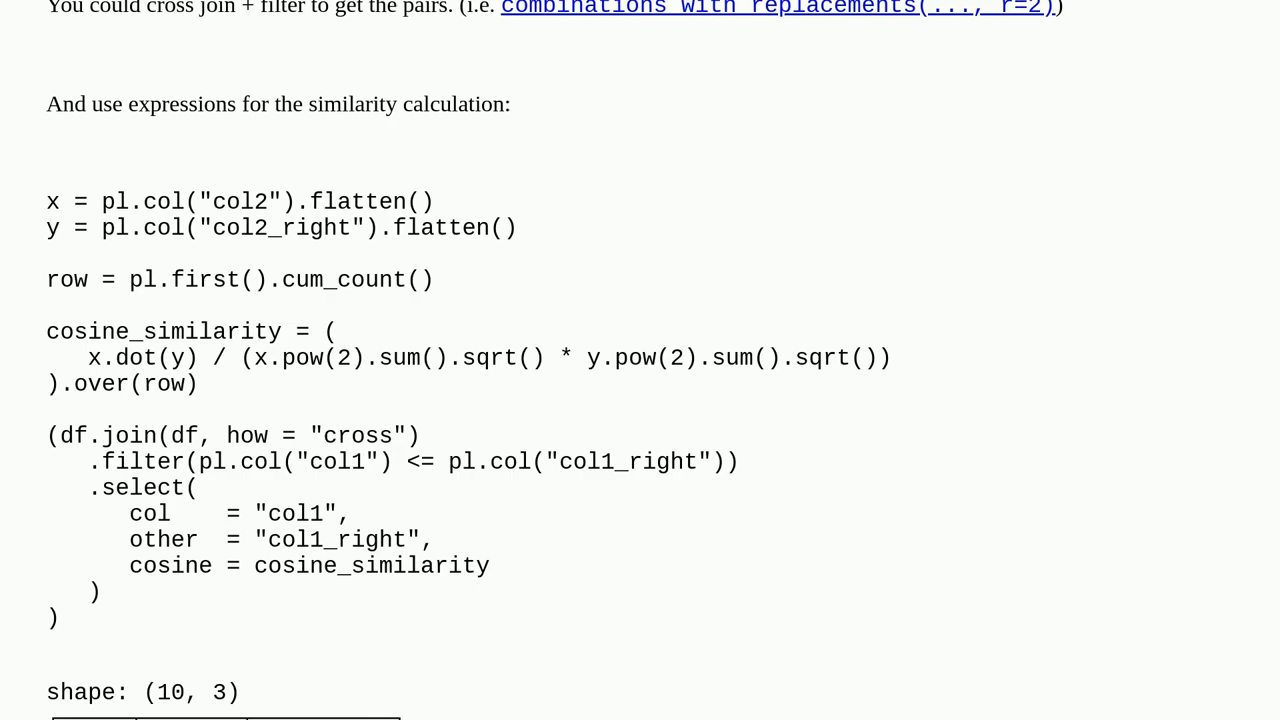 You could cross join + filter to get the pairs. (i.e. combinations_with_replacements(..., r=2))
And use expressions for the similarity calculation:
x = pl.col("col2").flatten()
y = pl.col("col2_right").flatten()
row = pl.first().cum_count()
cosine_similarity = (
   x.dot(y) / (x.pow(2).sum().sqrt() * y.pow(2).sum().sqrt())
).over(row)
(df.join(df, how = "cross")
   .filter(pl.col("col1") <= pl.col("col1_right"))
   .select(
      col    = "col1",
      other  = "col1_right",
      cosine = cosine_similarity
   )
)
shape: (10, 3)